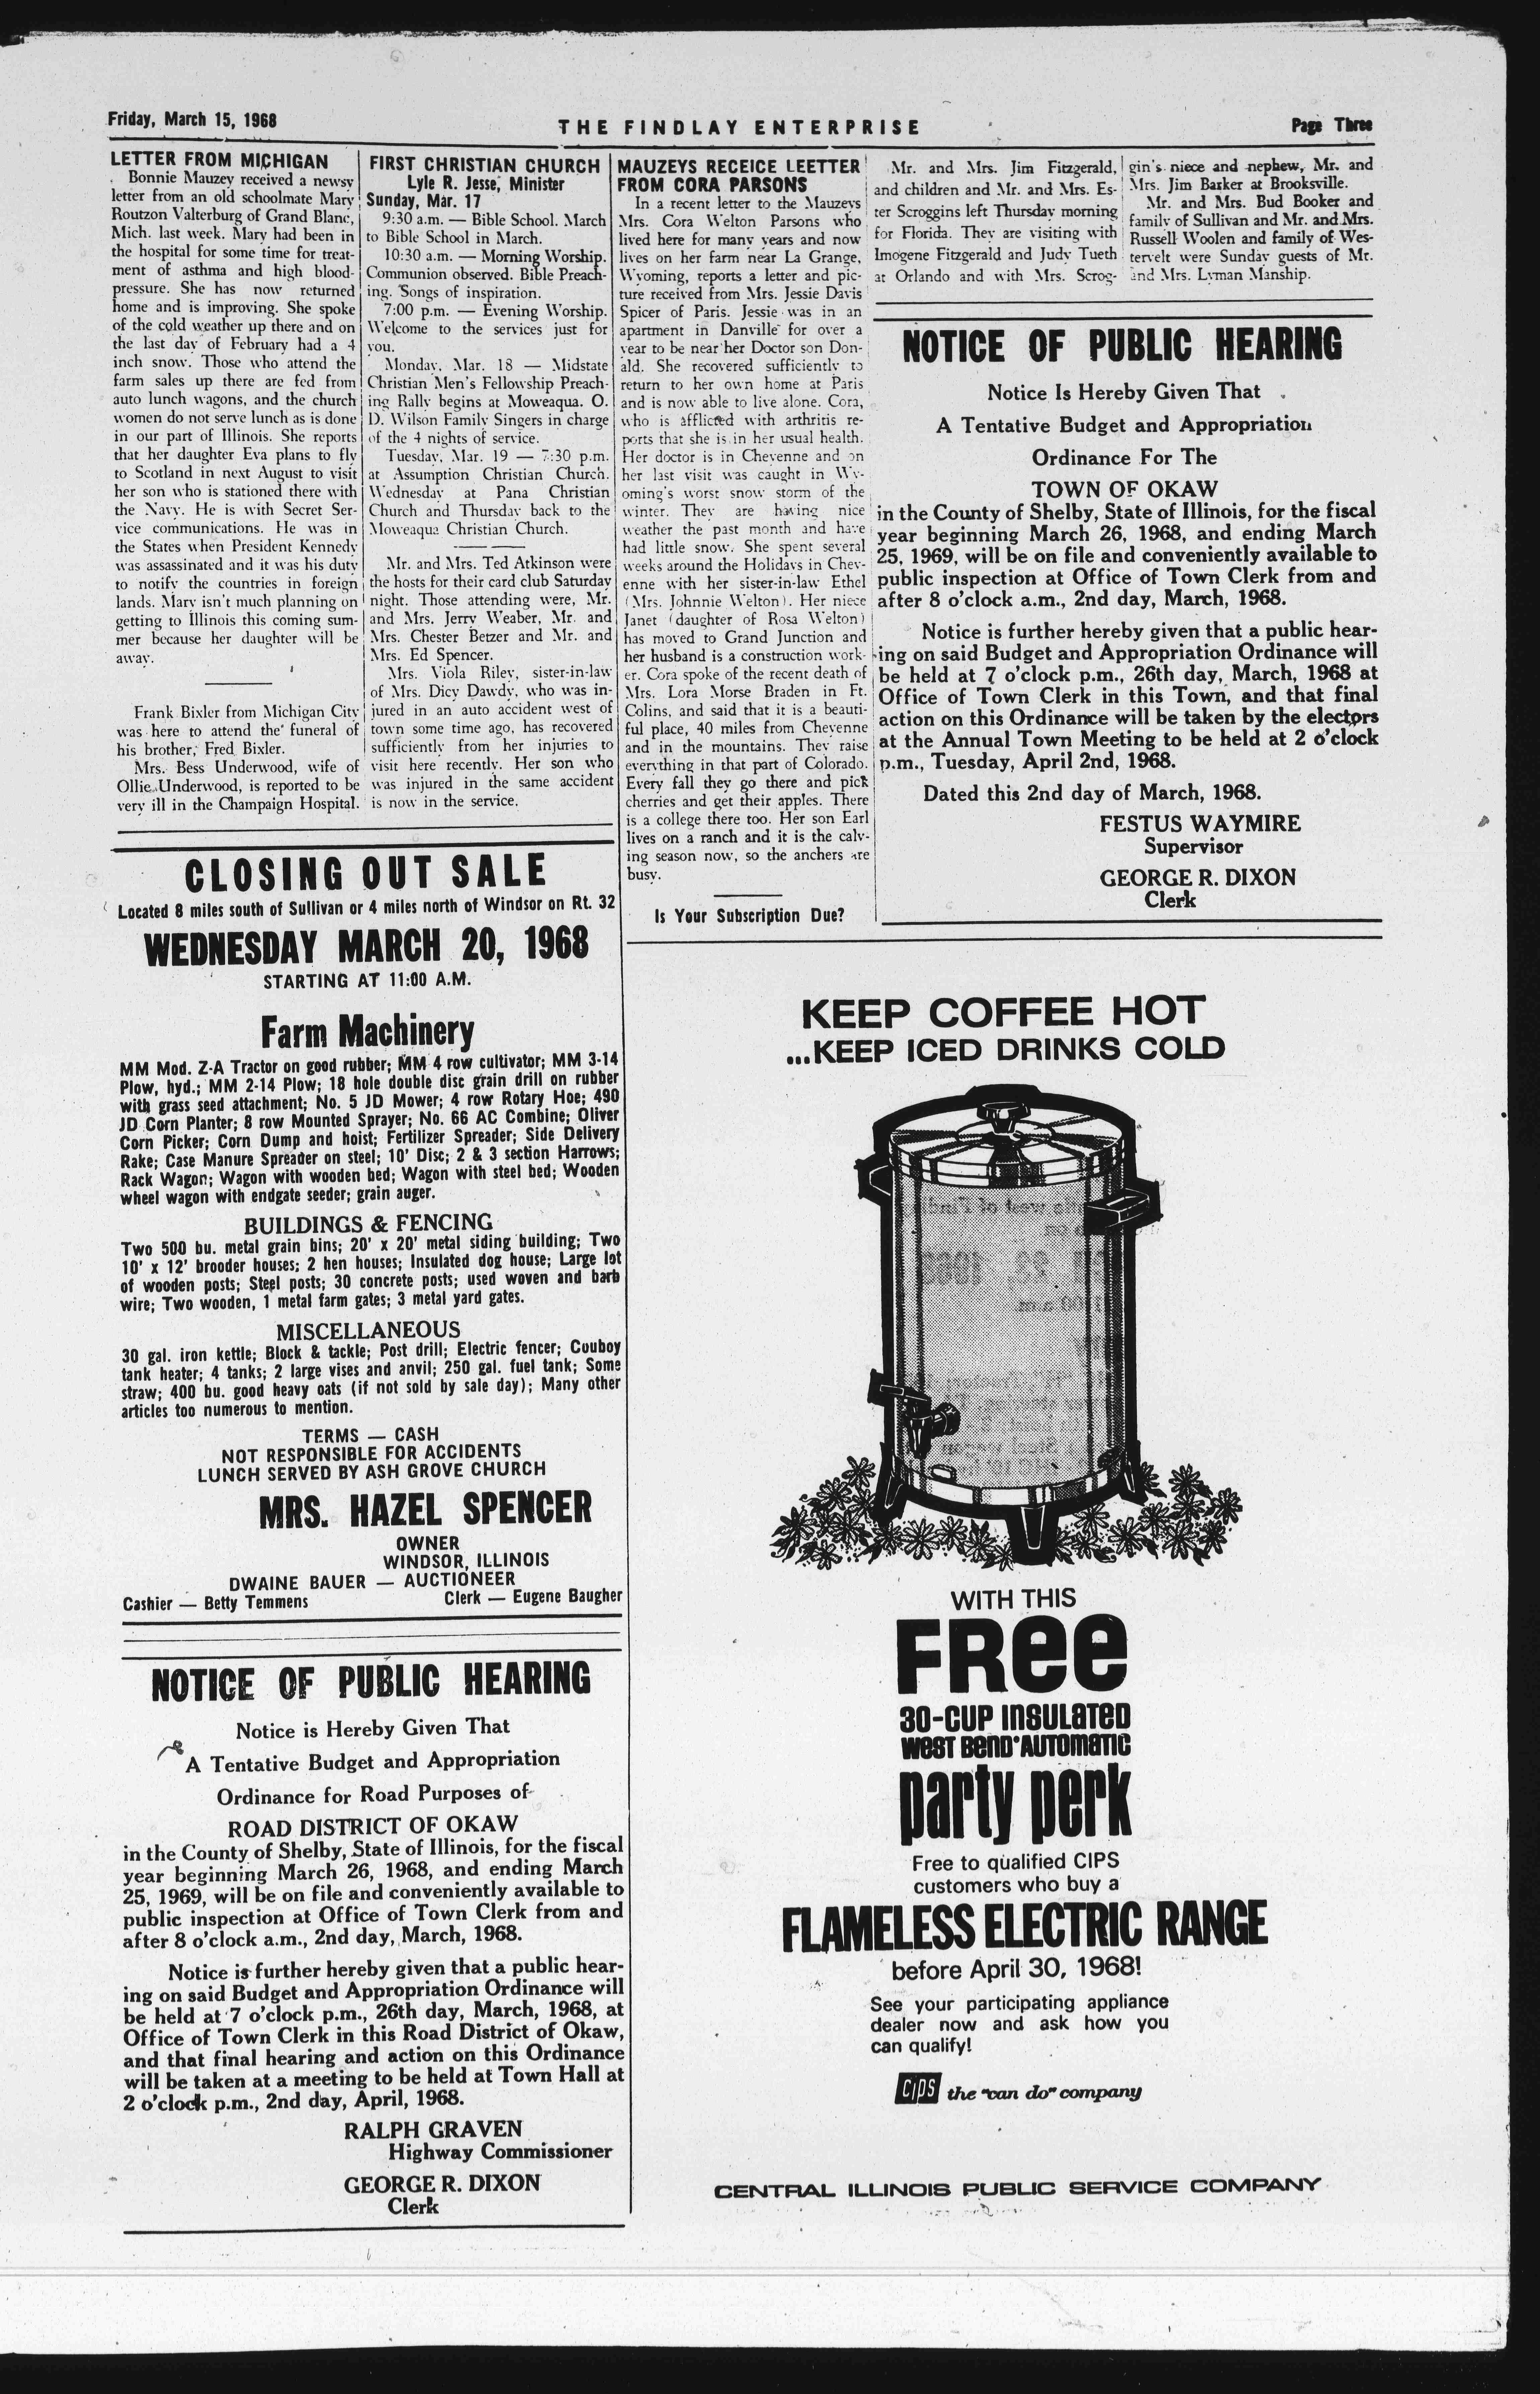 Friday, March 15, 1968
THE FINDLAY ENTERPRISE
Page Three
LETTER FROM MICHIGAN
Bonnie Mauzey received a newsy
letter from an old schoolmate Mary
Routzon Valterburg of Grand Blanc,
Mich. last week. Mary had been in
the hospital for some time for treat-
ment of asthma and high blood-
pressure. She has now returned
home and is improving. She spoke
of the cold weather up there and on
the last day of February had a 4
inch snow. Those who attend the
farm sales up there are fed from
auto lunch wagons, and the church
women do not serve lunch as is done
in our part of Illinois. She reports
that her daughter Eva plans to fly
to Scotland in next August to visit
her son who is stationed there with
the Navy. He is with Secret Ser-
vice communications. He was in
the States when President Kennedy
was assassinated and it was his duty
to notify the countries in foreign
lands. Mary isn't much planning on
getting to Illinois this coming sum-
mer because her daughter will be
away.
Frank Bixler from Michigan City
was here to attend the funeral of
his brother, Fred Bixler.
Mrs. Bess Underwood, wife of
Ollie Underwood, is reported to be
very ill in the Champaign Hospital.
FIRST CHRISTIAN CHURCH
Lyle R. Jesse, Minister
Sunday, Mar. 17
9:30 a.m. — Bible School. March
to Bible School in March.
10:30 a.m. — Morning Worship.
Communion observed. Bible Preach-
ing. Songs of inspiration.
7:00 p.m. — Evening Worship.
Welcome to the services just for
you.
Monday, Mar. 18 — Midstate
Christian Men's Fellowship Preach-
ing Rally begins at Moweaqua. O.
D. Wilson Family Singers in charge
of the 4 nights of service.
Tuesday, Mar. 19 — 7:30 p.m.
at Assumption Christian Church.
Wednesday at Pana Christian
Church and Thursday back to the
Moweaqua Christian Church.
Mr. and Mrs. Ted Atkinson were
the hosts for their card club Saturday
night. Those attending were, Mr.
and Mrs. Jerry Weaber, Mr. and
Mrs. Chester Betzer and Mr. and
Mrs. Ed Spencer.
Mrs. Viola Riley, sister-in-law
of Mrs. Dicy Dawdy, who was in-
jured in an auto accident west of
town some time ago, has recovered
sufficiently from her injuries to
visit here recently. Her son who
was injured in the same accident
is now in the service.
MAUZEYS RECEICE LEETTER
FROM CORA PARSONS
In a recent letter to the Mauzeys
Mrs. Cora Welton Parsons who
lived here for many years and now
lives on her farm near La Grange,
Wyoming, reports a letter and pic-
ture received from Mrs. Jessie Davis
Spicer of Paris. Jessie was in an
apartment in Danville for over a
year to be near her Doctor son Don-
ald. She recovered sufficiently to
return to her own home at Paris
and is now able to live alone. Cora,
who is afflicted with arthritis re-
ports that she is in her usual health.
Her doctor is in Cheyenne and on
her last visit was caught in Wy-
oming's worst snow storm of the
winter. They are having nice
weather the past month and have
had little snow. She spent several
weeks around the Holidays in Chey-
enne with her sister-in-law Ethel
(Mrs. Johnnie Welton). Her niece
Janet (daughter of Rosa Welton)
has moved to Grand Junction and
her husband is a construction work-
er. Cora spoke of the recent death of
Mrs. Lora Morse Braden in Ft.
Colins, and said that it is a beauti-
ful place, 40 miles from Cheyenne
and in the mountains. They raise
everything in that part of Colorado.
Every fall they go there and pick
cherries and get their apples. There
is a college there too. Her son Earl
lives on a ranch and it is the calv-
ing season now, so the anchers are
busy.
Is Your Subscription Due?
Mr. and Mrs. Jim Fitzgerald,
and children and Mr. and Mrs. Es-
ter Scroggins left Thursday morning
for Florida. They are visiting with
Imogene Fitzgerald and Judy Tueth
at Orlando and with Mrs. Scrog-
gin's niece and nephew, Mr. and
Mrs. Jim Barker at Brooksville.
Mr. and Mrs. Bud Booker and
family of Sullivan and Mr. and Mrs.
Russell Woolen and family of Wes-
tervelt were Sunday guests of Mr.
and Mrs. Lyman Manship.
NOTICE OF PUBLIC HEARING
Notice Is Hereby Given That
A Tentative Budget and Appropriation
Ordinance For The
TOWN OF OKAW
in the County of Shelby, State of Illinois, for the fiscal
year beginning March 26, 1968, and ending March
25, 1969, will be on file and conveniently available to
public inspection at Office of Town Clerk from and
after 8 o'clock a.m., 2nd day, March, 1968.
Notice is further hereby given that a public hear-
ing on said Budget and Appropriation Ordinance will
be held at 7 o'clock p.m., 26th day, March, 1968 at
Office of Town Clerk in this Town, and that final
action on this Ordinance will be taken by the electors
at the Annual Town Meeting to be held at 2 o'clock
p.m., Tuesday, April 2nd, 1968.
Dated this 2nd day of March, 1968.
FESTUS WAYMIRE
Supervisor
GEORGE R. DIXON
Clerk
CLOSING OUT SALE
Located 8 miles south of Sullivan or 4 miles north of Windsor on Rt. 32
WEDNESDAY MARCH 20, 1968
STARTING AT 11:00 A.M.
Farm Machinery
MM Mod. Z-A Tractor on good rubber; MM 4 row cultivator; MM 3-14
Plow, hyd.; MM 2-14 Plow; 18 hole double disc grain drill on rubber
with grass seed attachment; No. 5 JD Mower; 4 row Rotary Hoe; 490
JD Corn Planter; 8 row Mounted Sprayer; No. 66 AC Combine; Oliver
Corn Picker; Corn Dump and hoist; Fertilizer Spreader; Side Delivery
Rake; Case Manure Spreader on steel; 10' Disc; 2 & 3 section Harrows;
Rack Wagon; Wagon with wooden bed; Wagon with steel bed; Wooden
wheel wagon with endgate seeder; grain auger.
BUILDINGS & FENCING
Two 500 bu. metal grain bins; 20' x 20' metal siding building; Two
10' x 12' brooder houses; 2 hen houses; Insulated dog house; Large lot
of wooden posts; Steel posts; 30 concrete posts; used woven and barb
wire; Two wooden, 1 metal farm gates; 3 metal yard gates.
MISCELLANEOUS
30 gal. iron kettle; Block & tackle; Post drill; Electric fencer; Couboy
tank heater; 4 tanks; 2 large vises and anvil; 250 gal. fuel tank; Some
straw; 400 bu. good heavy oats (if not sold by sale day); Many other
articles too numerous to mention.
TERMS — CASH
NOT RESPONSIBLE FOR ACCIDENTS
LUNCH SERVED BY ASH GROVE CHURCH
MRS. HAZEL SPENCER
OWNER
WINDSOR, ILLINOIS
DWAINE BAUER — AUCTIONEER
Cashier — Betty Temmens
Clerk — Eugene Baugher
NOTICE OF PUBLIC HEARING
Notice is Hereby Given That
A Tentative Budget and Appropriation
Ordinance for Road Purposes of
ROAD DISTRICT OF OKAW
in the County of Shelby, State of Illinois, for the fiscal
year beginning March 26, 1968, and ending March
25, 1969, will be on file and conveniently available to
public inspection at Office of Town Clerk from and
after 8 o'clock a.m., 2nd day, March, 1968.
Notice is further hereby given that a public hear-
ing on said Budget and Appropriation Ordinance will
be held at 7 o'clock p.m., 26th day, March, 1968, at
Office of Town Clerk in this Road District of Okaw,
and that final hearing and action on this Ordinance
will be taken at a meeting to be held at Town Hall at
2 o'clock p.m., 2nd day, April, 1968.
RALPH GRAVEN
Highway Commissioner
GEORGE R. DIXON
Clerk
KEEP COFFEE HOT
...KEEP ICED DRINKS COLD
WITH THIS
FRee
30-CUP INSULATED
WEST BEND AUTOMATIC
party perk
Free to qualified CIPS
customers who buy a
FLAMELESS ELECTRIC RANGE
before April 30, 1968!
See your participating appliance
dealer now and ask how you
can qualify!
CIPS the "can do" company
CENTRAL ILLINOIS PUBLIC SERVICE COMPANY